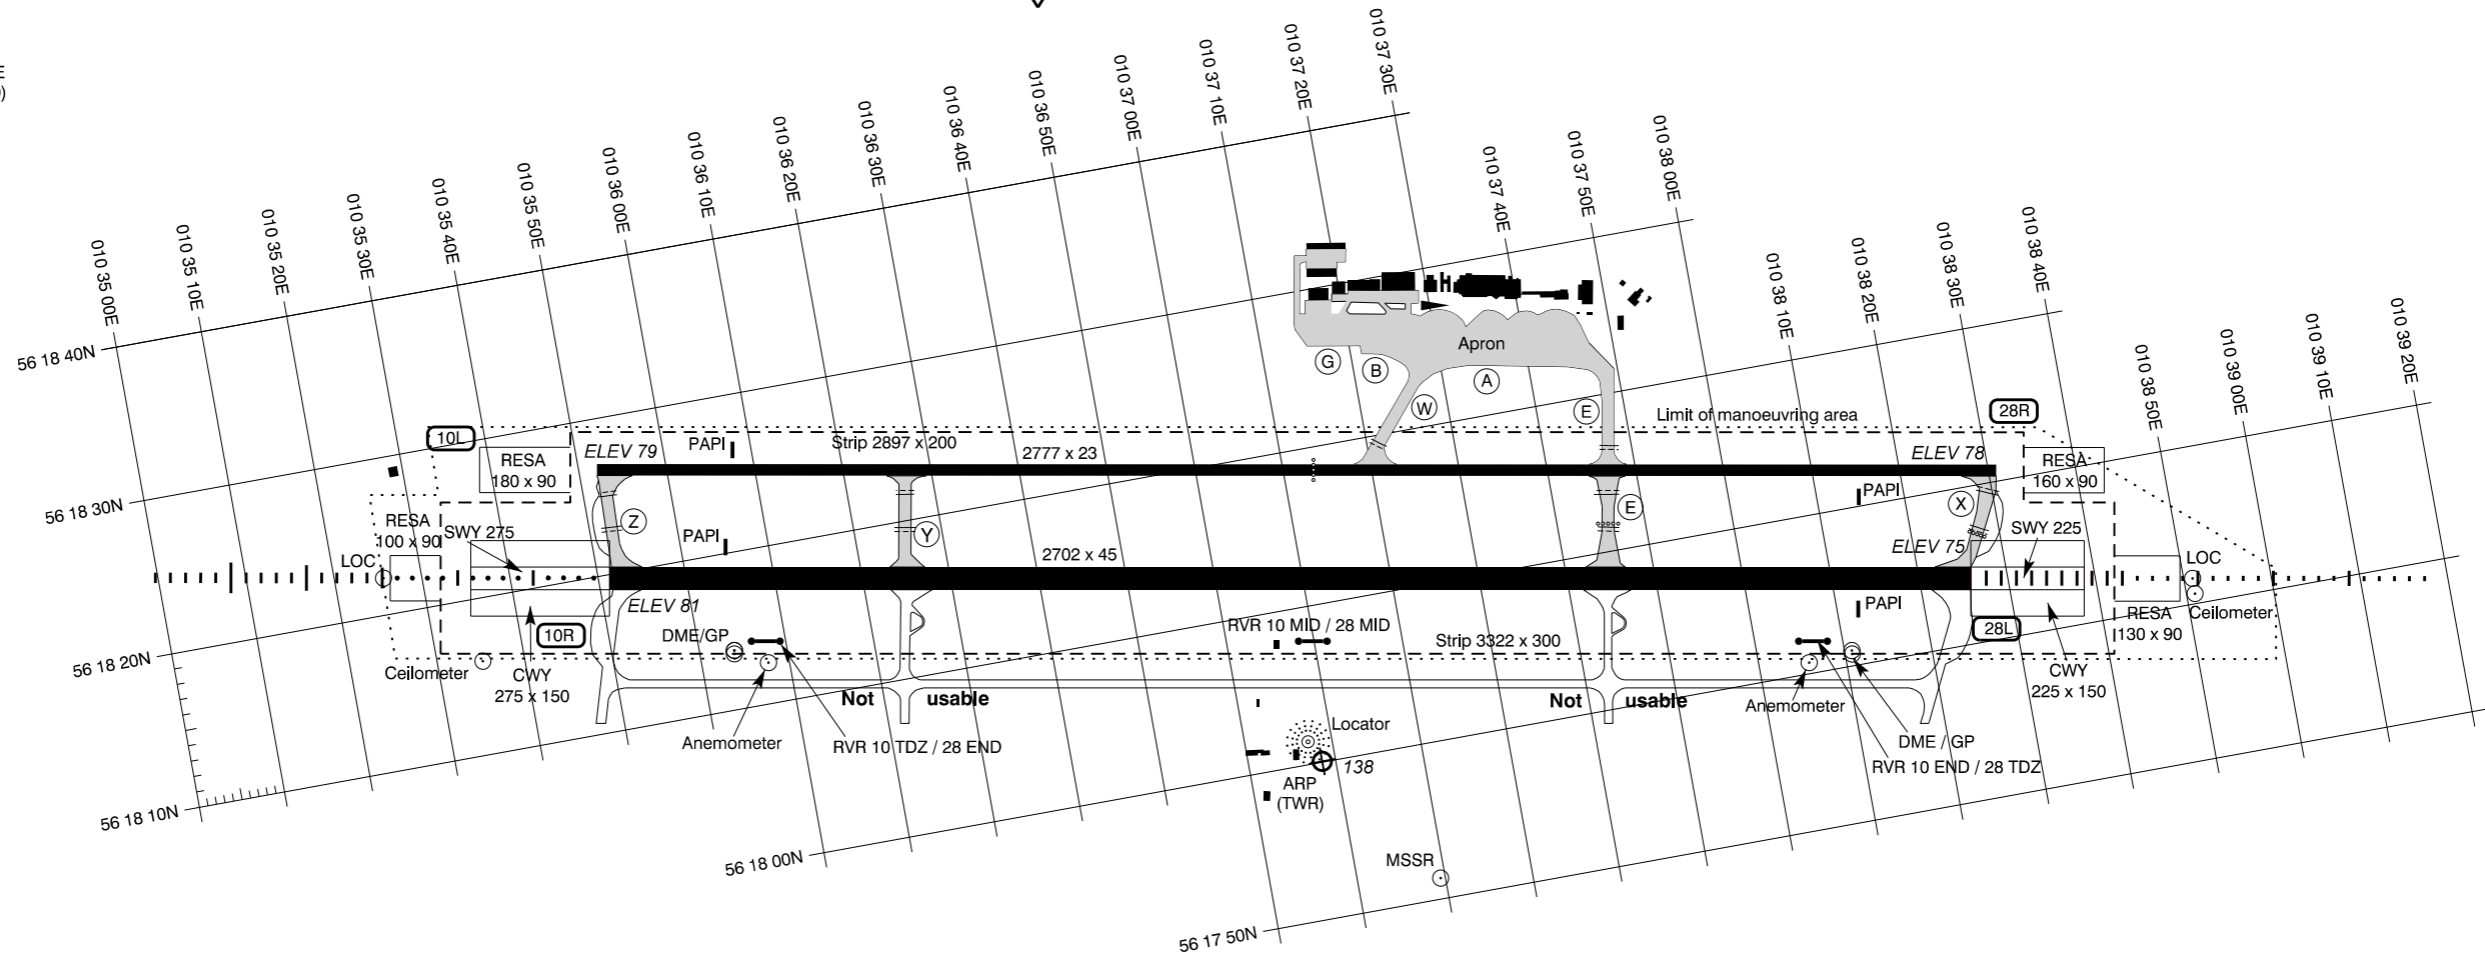 E
)
010 35 00E
010 35 10E
010 35 20E
010 35 30E
010 35 40E
010 35 50E
010 36 00E
010 36 10E
010 36 20E
010 36 30E
010 36 40E
010 36 50E
010 37 00E
010 37 10E
010 37 20E
010 37 30E
010 37 40E
010 37 50E
010 38 00E
010 38 10E
010 38 20E
010 38 30E
010 38 40E
010 38 50E
010 39 00E
010 39 10E
010 39 20E
56 18 40N
56 18 30N
56 18 20N
56 18 10N
56 18 00N
56 17 50N
Apron
G
B
A
W
E
Limit of manoeuvring area
28R
10L
RESA
180 x 90
ELEV 79
PAPI
Strip 2897 x 200
2777 x 23
ELEV 78
RESA
160 x 90
PAPI
X
Z
Y
E
RESA
100 x 90
SWY 275
LOC
PAPI
2702 x 45
ELEV 75
SWY 225
LOC
ELEV 81
10R
DME/GP
RVR 10 MID / 28 MID
Strip 3322 x 300
PAPI
28L
RESA
130 x 90
Ceilometer
Ceilometer
CWY
275 x 150
Not usable
Not usable
CWY
225 x 150
Anemometer
RVR 10 TDZ / 28 END
Locator
138
ARP
(TWR)
Anemometer
DME / GP
RVR 10 END / 28 TDZ
MSSR